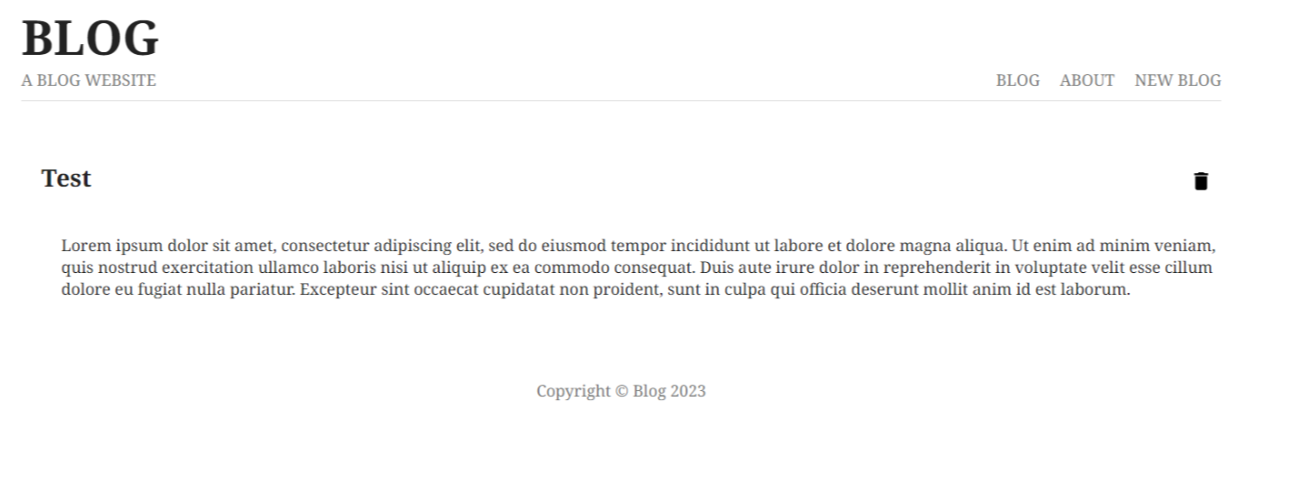 BLOG
A BLOG WEBSITE
BLOG ABOUT NEW BLOG
Test
Lorem ipsum dolor sit amet, consectetur adipiscing elit, sed do eiusmod tempor incididunt ut labore et dolore magna aliqua. Ut enim ad minim veniam,
quis nostrud exercitation ullamco laboris nisi ut aliquip ex ea commodo consequat. Duis aute irure dolor in reprehenderit in voluptate velit esse cillum
dolore eu fugiat nulla pariatur. Excepteur sint occaecat cupidatat non proident, sunt in culpa qui officia deserunt mollit anim id est laborum.
Copyright © Blog 2023